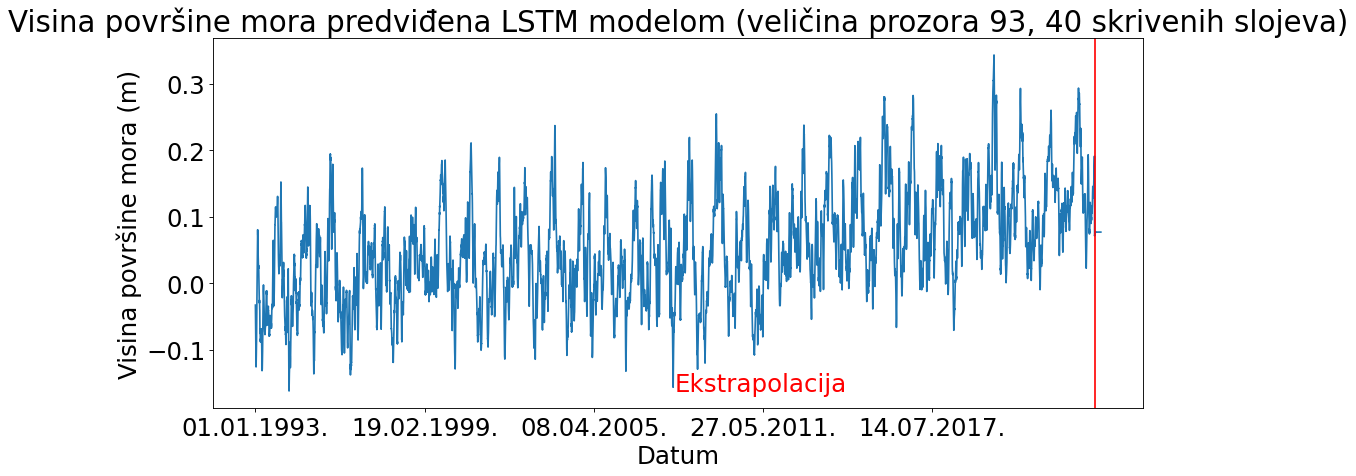 Visina površine mora predviđena LSTM modelom (veličina prozora 93, 40 skrivenih slojeva)
Visina površine mora (m)
0.3
0.2
0.1
0.0
−0.1
Ekstrapolacija
01.01.1993. 19.02.1999. 08.04.2005. 27.05.2011. 14.07.2017.
Datum